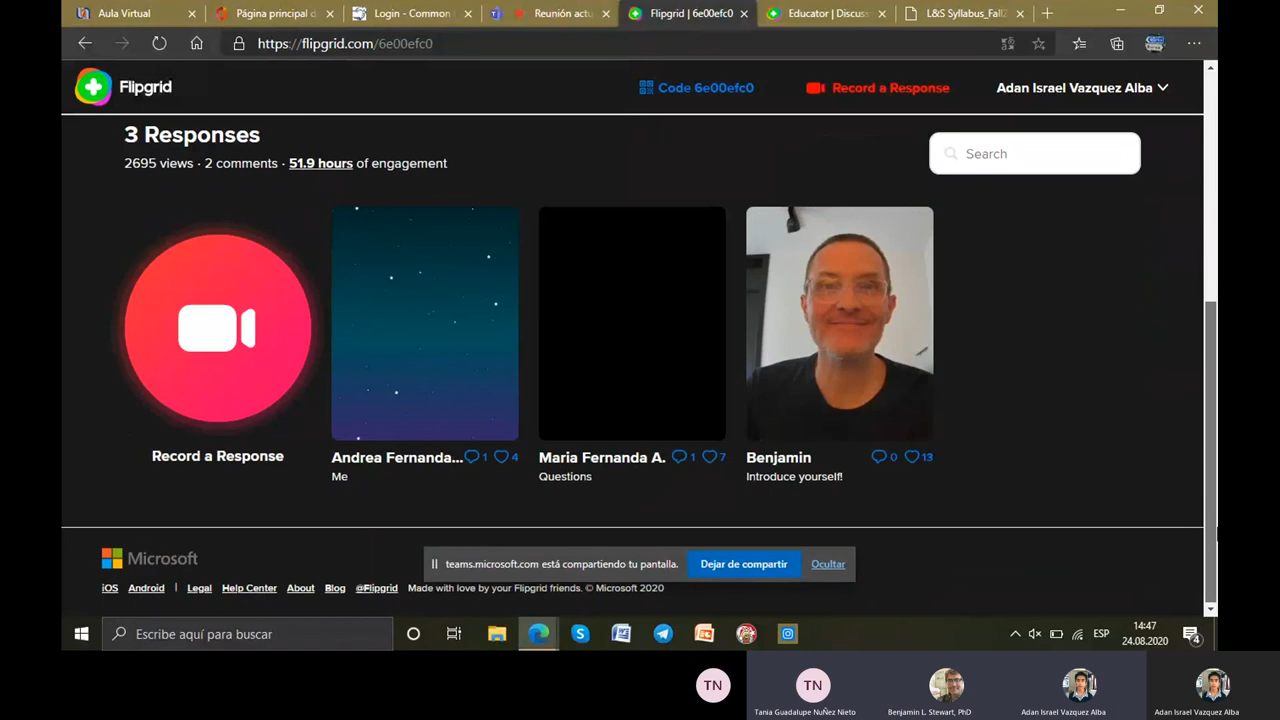 Aula Virtual
Página principal d
Login - Common
Reunión actu
Flipgrid | 6e00efc0
Educator | Discuss
L&S Syllabus_Fall2
https://flipgrid.com/6e00efc0
Flipgrid
Code 6e00efc0
Record a Response
Adan Israel Vazquez Alba
3 Responses
2695 views · 2 comments · 51.9 hours of engagement
Search
Record a Response
Andrea Fernanda... 1 4
Me
Maria Fernanda A. 1 7
Questions
Benjamin 0 13
Introduce yourself!
Microsoft
teams.microsoft.com está compartiendo tu pantalla.
Dejar de compartir
Ocultar
iOS
Android
Legal
Help Center
About
Blog
@Flipgrid
Made with love by your Flipgrid friends. © Microsoft 2020
Escribe aquí para buscar
ESP
14:47
24.08.2020
4
TN
TN
Tania Guadalupe NuÑez Nieto
Benjamin L. Stewart, PhD
Adan Israel Vazquez Alba
Adan Israel Vazquez Alba